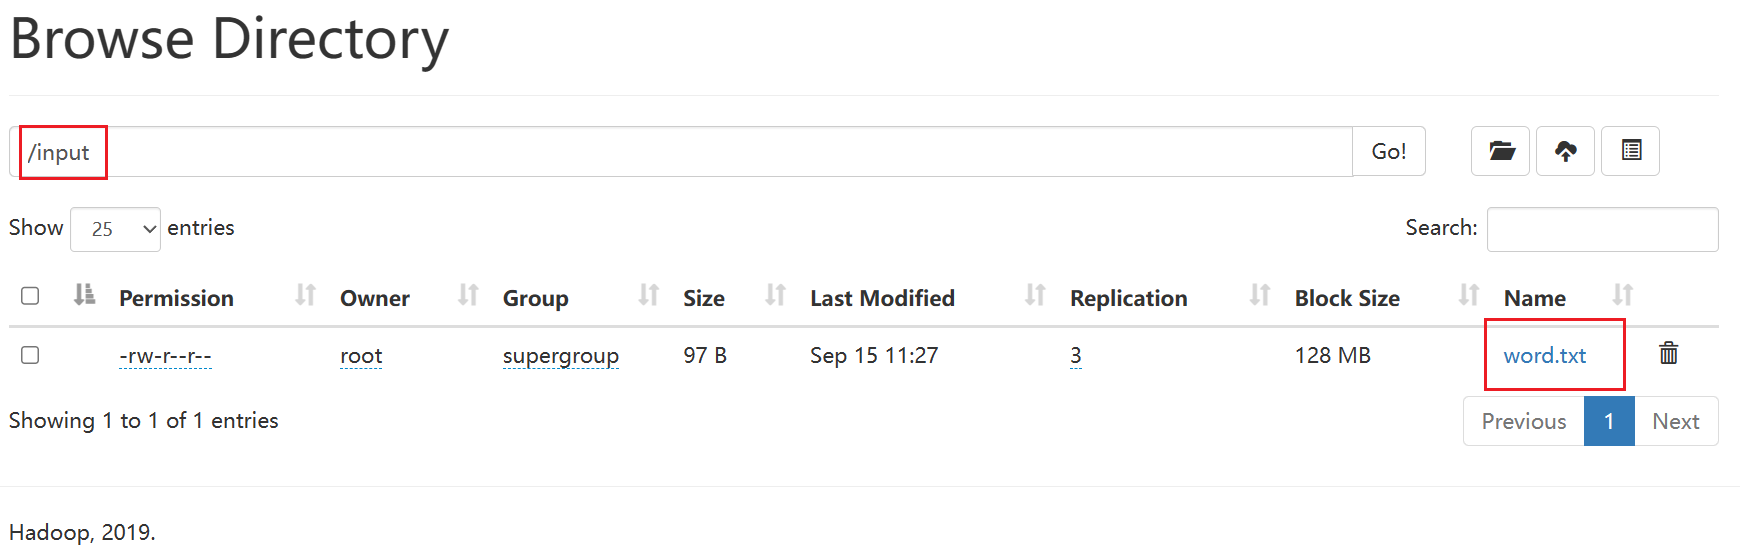 Browse Directory
/input Go!
Show 25 entries Search:
Permission Owner Group Size Last Modified Replication Block Size Name
-rw-r--r-- root supergroup 97 B Sep 15 11:27 3 128 MB word.txt
Showing 1 to 1 of 1 entries Previous 1 Next
Hadoop, 2019.